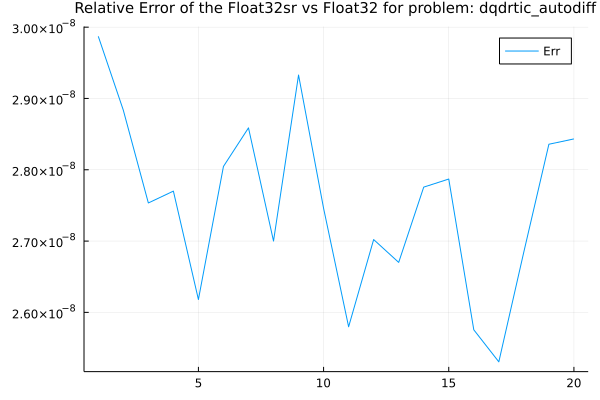 Relative Error of the Float32sr vs Float32 for problem: dqdrtic_autodiff
3.00×10⁻⁸
Err
2.90×10⁻⁸
2.80×10⁻⁸
2.70×10⁻⁸
2.60×10⁻⁸
5 10 15 20